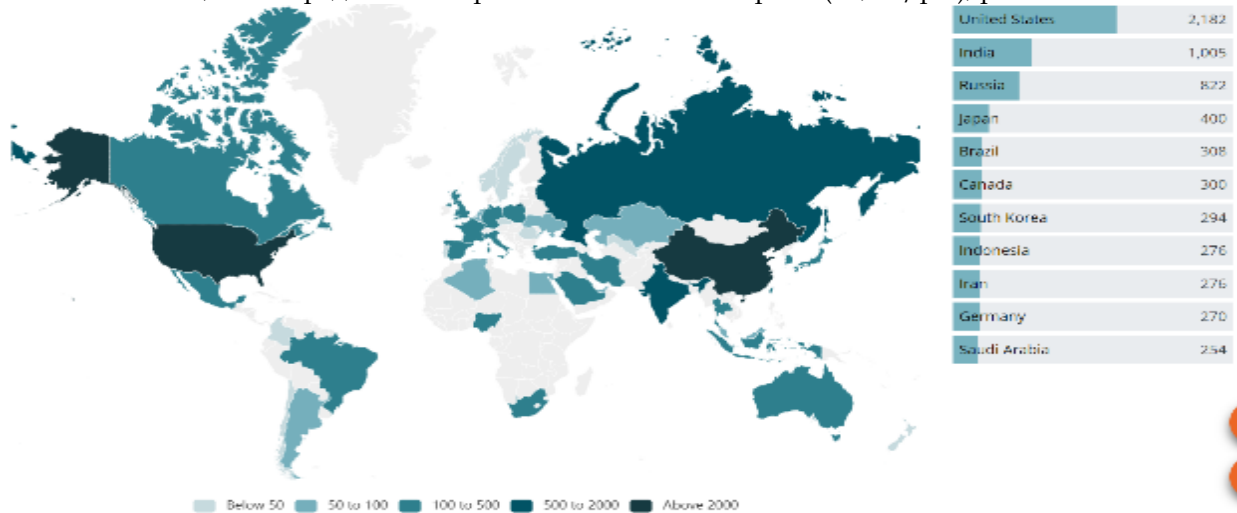 United States 2,182
India 1,005
Russia 822
Japan 400
Brazil 308
Canada 300
South Korea 294
Indonesia 276
Iran 276
Germany 270
Saudi Arabia 254
Below 50 50 to 100 100 to 500 500 to 2000 Above 2000